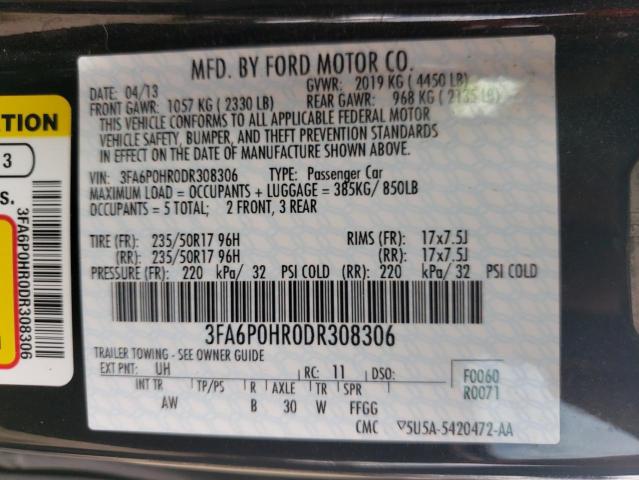 MFD. BY FORD MOTOR CO.
DATE: 04/13 GVWR: 2019 KG ( 4450 LB)
FRONT GAWR: 1057 KG ( 2330 LB) REAR GAWR: 968 KG ( 2135 LB)
THIS VEHICLE CONFORMS TO ALL APPLICABLE FEDERAL MOTOR
VEHICLE SAFETY, BUMPER, AND THEFT PREVENTION STANDARDS
IN EFFECT ON THE DATE OF MANUFACTURE SHOWN ABOVE.
VIN: 3FA6P0HR0DR308306 TYPE: Passenger Car
MAXIMUM LOAD = OCCUPANTS + LUGGAGE = 385KG/ 850LB
OCCUPANTS = 5 TOTAL; 2 FRONT, 3 REAR
TIRE (FR): 235/50R17 96H RIMS (FR): 17x7.5J
(RR): 235/50R17 96H (RR): 17x7.5J
PRESSURE (FR): 220 kPa/ 32 PSI COLD (RR): 220 kPa/ 32 PSI COLD
3FA6P0HR0DR308306
TRAILER TOWING - SEE OWNER GUIDE
EXT PNT: UH RC: 11 DSO: F0060
R0071
INT TR TP/PS R AXLE TR SPR
AW B 30 W FFGG
CMC ▽5U5A-5420472-AA
3
S.
3FA6P0HR0DR308306